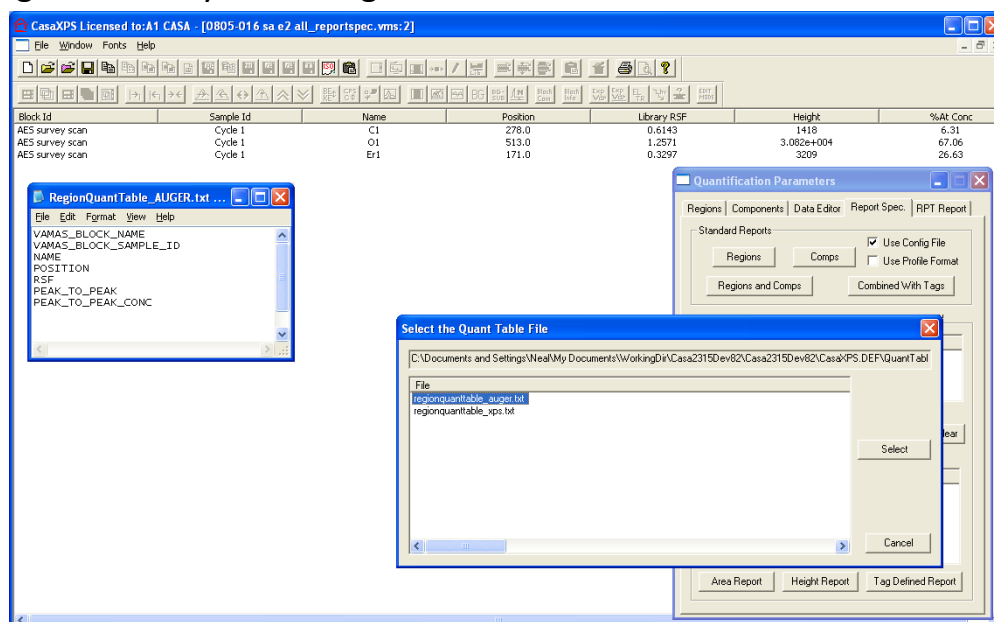 CasaXPS Licensed to:A1 CASA - [0805-016 sa e2 all_reportspec.vms:2]
File Window Fonts Help
Block Id Sample Id Name Position Library RSF Height %At Conc
AES survey scan Cycle 1 C1 278.0 0.6143 1418 6.31
AES survey scan Cycle 1 O1 513.0 1.2571 3.082e+004 67.06
AES survey scan Cycle 1 Er1 171.0 0.3297 3209 26.63
RegionQuantTable_AUGER.txt ...
File Edit Format View Help
VAMAS_BLOCK_NAME
VAMAS_BLOCK_SAMPLE_ID
NAME
POSITION
RSF
PEAK_TO_PEAK
PEAK_TO_PEAK_CONC
Quantification Parameters
Regions Components Data Editor Report Spec. RPT Report
Standard Reports
Use Config File
Regions Comps
Use Profile Format
Regions and Comps Combined With Tags
Select the Quant Table File
C:\Documents and Settings\Neal\My Documents\WorkingDir\Casa2315Dev82\Casa2315Dev82\CasaXPS.DEF\QuantTabl
File
regionquanttable_auger.txt
regionquanttable_xps.txt
lear
Select
Cancel
Area Report Height Report Tag Defined Report